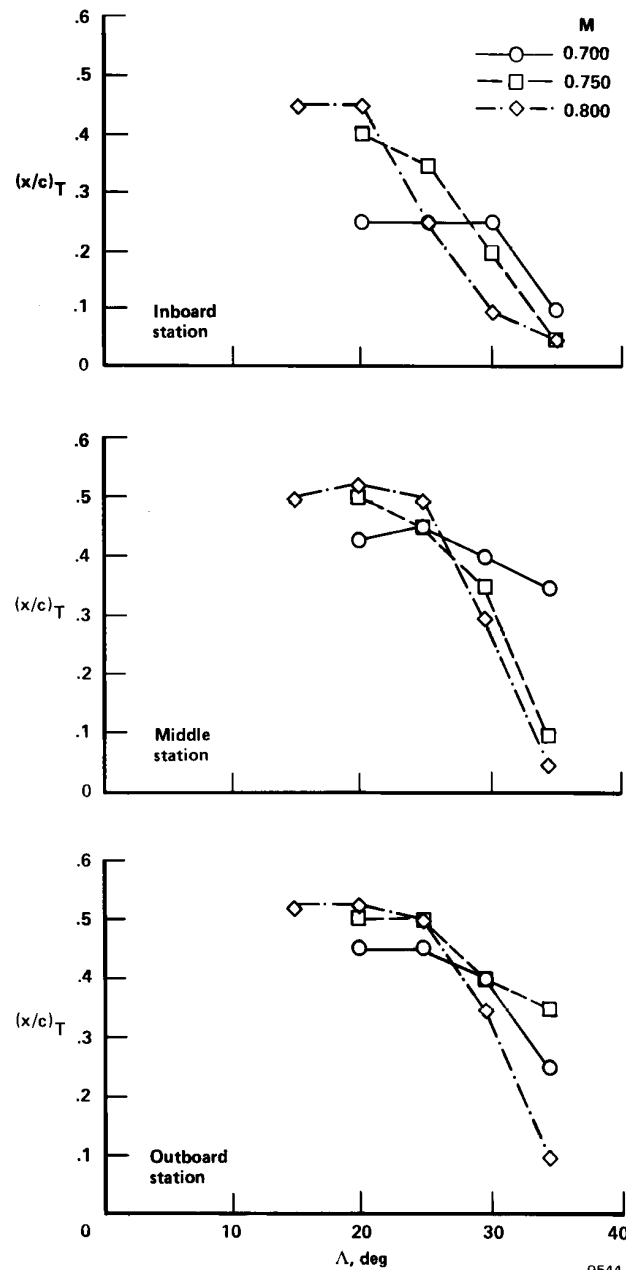 M
0.700
0.750
0.800
.6
.5
.4
(x/c)T
.3
.2
.1
0
Inboard
station
.6
.5
.4
(x/c)T
.3
.2
.1
0
Middle
station
.6
.5
.4
(x/c)T
.3
.2
.1
Outboard
station
0
10
20
30
40
Λ, deg
9544